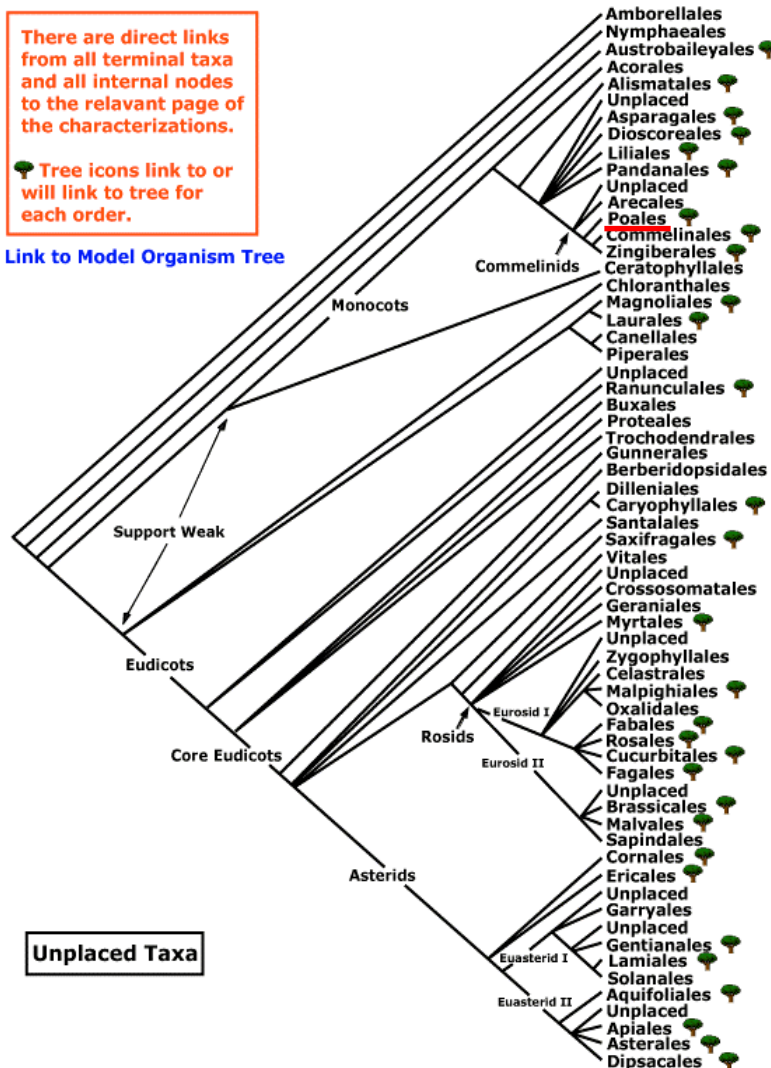 There are direct links
from all terminal taxa
and all internal nodes
to the relavant page of
the characterizations.
Tree icons link to or
will link to tree for
each order.
Link to Model Organism Tree
Amborellales
Nymphaeales
Austrobaileyales
Acorales
Alismatales
Unplaced
Asparagales
Dioscoreales
Liliales
Pandanales
Unplaced
Arecales
Poales
Commelinales
Zingiberales
Commelinids
Ceratophyllales
Chloranthales
Monocots
Magnoliales
Laurales
Canellales
Piperales
Unplaced
Ranunculales
Buxales
Proteales
Trochodendrales
Gunnerales
Berberidopsidales
Dilleniales
Caryophyllales
Santalales
Support Weak
Saxifragales
Vitales
Unplaced
Crossosomatales
Geraniales
Myrtales
Unplaced
Eudicots
Zygophyllales
Celastrales
Malpighiales
Oxalidales
Eurosid I
Fabales
Rosids
Rosales
Core Eudicots
Cucurbitales
Eurosid II
Fagales
Unplaced
Brassicales
Malvales
Sapindales
Cornales
Asterids
Ericales
Unplaced
Garryales
Unplaced
Gentianales
Unplaced Taxa
Euasterid I
Lamiales
Solanales
Aquifoliales
Euasterid II
Unplaced
Apiales
Asterales
Dipsacales